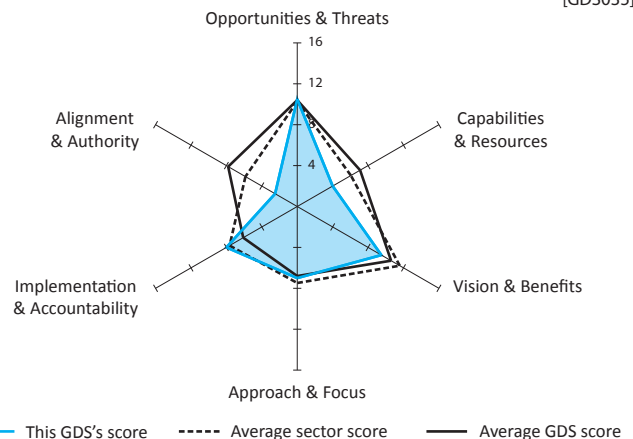 [GDS035]
Opportunities & Threats
16
12
Alignment
& Authority
Capabilities
& Resources
4
Implementation
& Accountability
Vision & Benefits
Approach & Focus
This GDS's score
Average sector score
Average GDS score